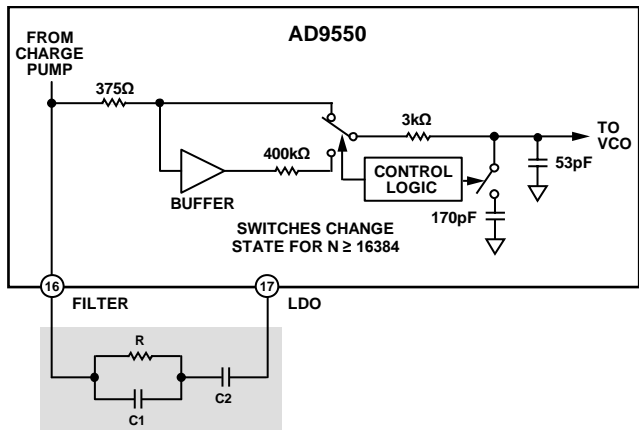 AD9550
FROM
CHARGE
PUMP
375Ω
3kΩ
TO
VCO
400kΩ
BUFFER
CONTROL
LOGIC
53pF
170pF
SWITCHES CHANGE
STATE FOR N ≥ 16384
16
FILTER
17
LDO
R
C1
C2